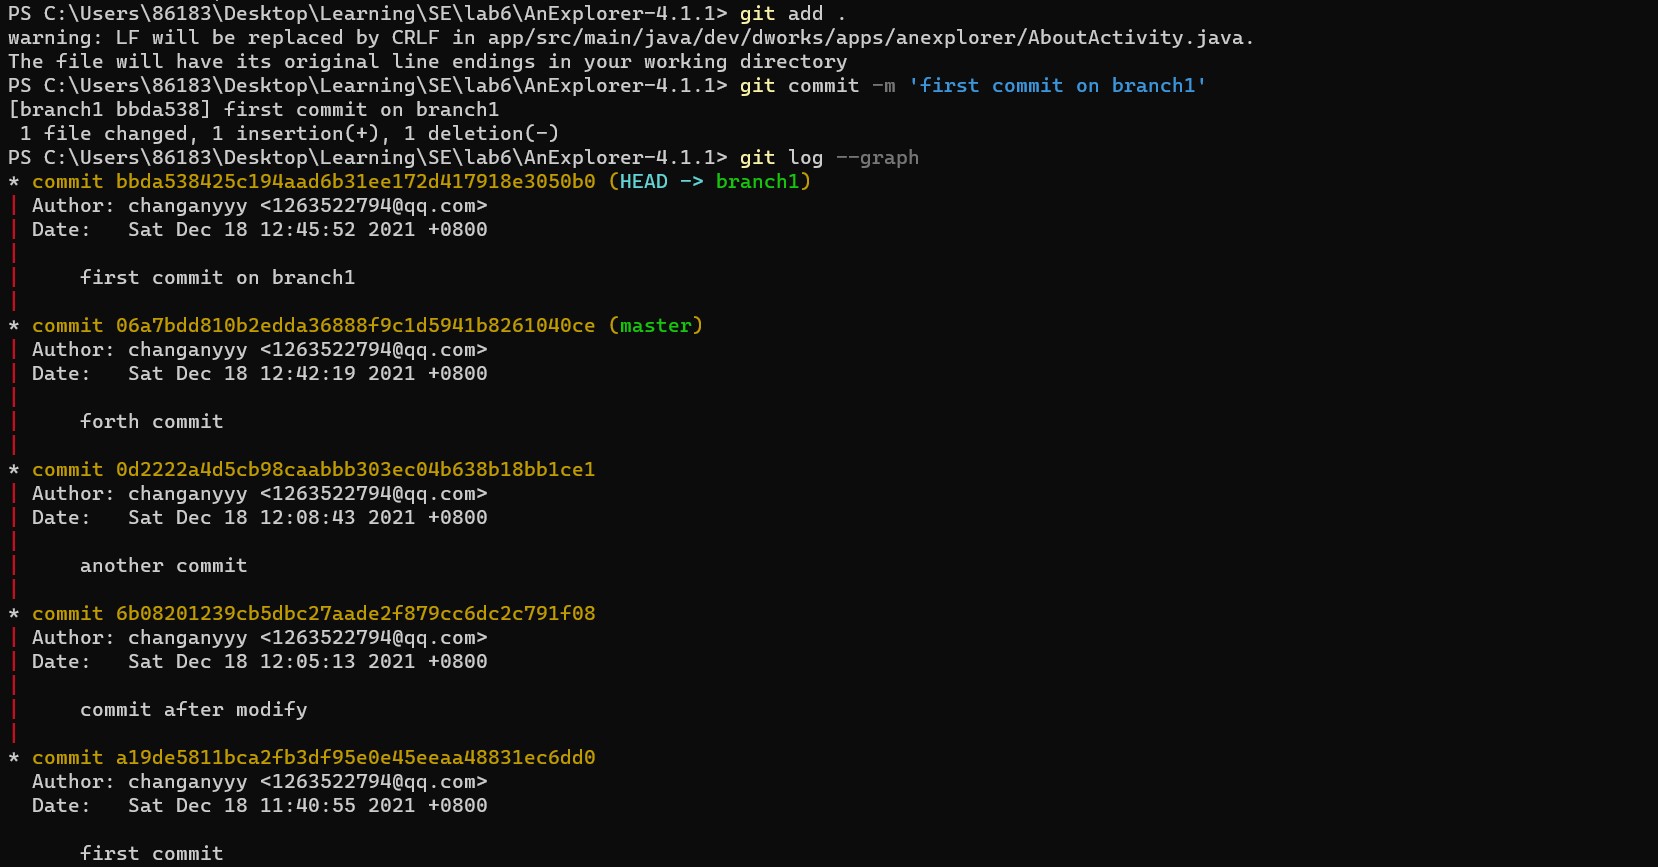 PS C:\Users\86183\Desktop\Learning\SE\lab6\AnExplorer-4.1.1> git add .
warning: LF will be replaced by CRLF in app/src/main/java/dev/dworks/apps/anexplorer/AboutActivity.java.
The file will have its original line endings in your working directory
PS C:\Users\86183\Desktop\Learning\SE\lab6\AnExplorer-4.1.1> git commit -m 'first commit on branch1'
[branch1 bbda538] first commit on branch1
 1 file changed, 1 insertion(+), 1 deletion(-)
PS C:\Users\86183\Desktop\Learning\SE\lab6\AnExplorer-4.1.1> git log --graph
* commit bbda538425c194aad6b31ee172d417918e3050b0 (HEAD -> branch1)
| Author: changanyyy <1263522794@qq.com>
| Date:   Sat Dec 18 12:45:52 2021 +0800
|
|     first commit on branch1
|
* commit 06a7bdd810b2edda36888f9c1d5941b8261040ce (master)
| Author: changanyyy <1263522794@qq.com>
| Date:   Sat Dec 18 12:42:19 2021 +0800
|
|     forth commit
|
* commit 0d2222a4d5cb98caabbb303ec04b638b18bb1ce1
| Author: changanyyy <1263522794@qq.com>
| Date:   Sat Dec 18 12:08:43 2021 +0800
|
|     another commit
|
* commit 6b08201239cb5dbc27aade2f879cc6dc2c791f08
| Author: changanyyy <1263522794@qq.com>
| Date:   Sat Dec 18 12:05:13 2021 +0800
|
|     commit after modify
|
* commit a19de5811bca2fb3df95e0e45eeaa48831ec6dd0
  Author: changanyyy <1263522794@qq.com>
  Date:   Sat Dec 18 11:40:55 2021 +0800

      first commit